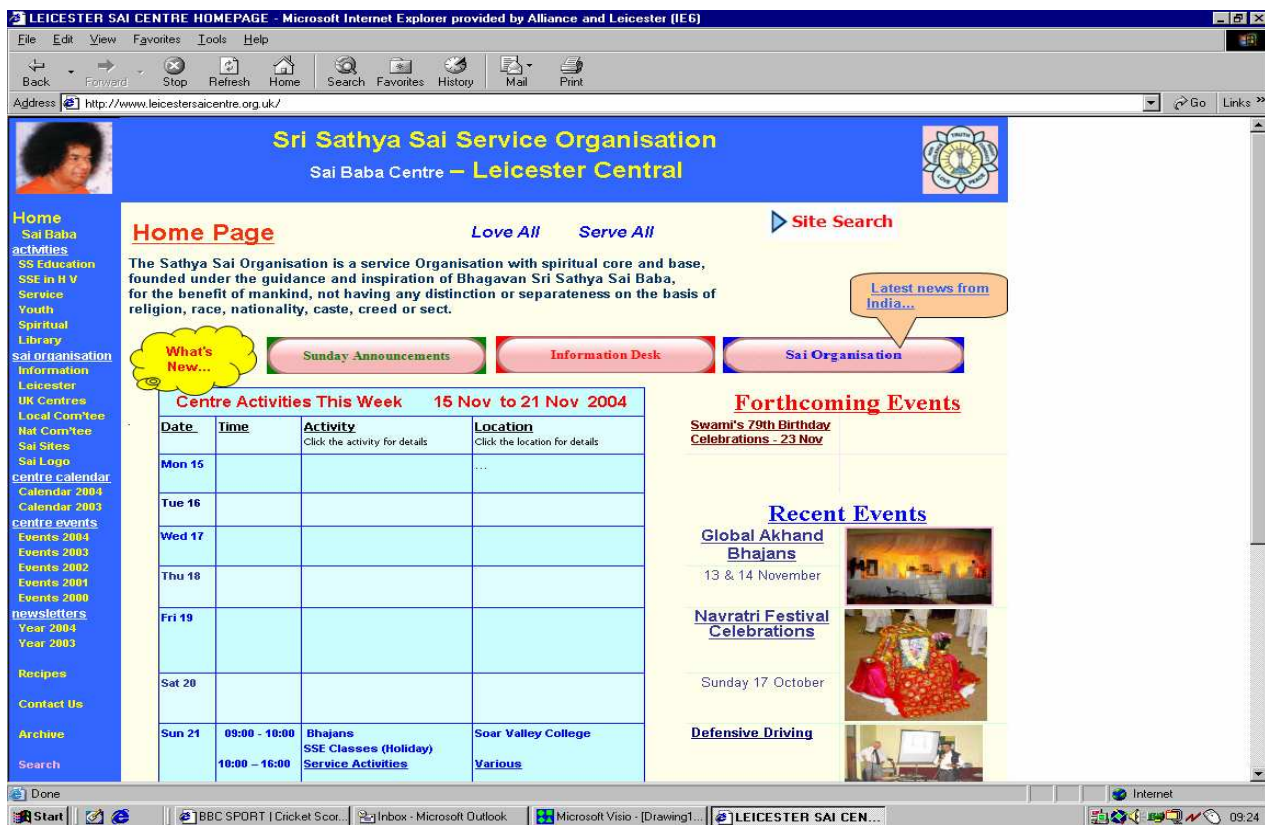 LEICESTER SAI CENTRE HOMEPAGE - Microsoft Internet Explorer provided by Alliance and Leicester (IE6)
File Edit View Favorites Tools Help
Back Forward Stop Refresh Home Search Favorites History Mail Print
Address http://www.leicestersaicentre.org.uk/ Go Links »
Sri Sathya Sai Service Organisation
Sai Baba Centre – Leicester Central
TRUTH
LOVE PEACE
Home
Sai Baba
activities
SS Education
SSE in H V
Service
Youth
Spiritual
Library
sai organisation
Information
Leicester
UK Centres
Local Com'tee
Nat Com'tee
Sai Sites
Sai Logo
centre calendar
Calendar 2004
Calendar 2003
centre events
Events 2004
Events 2003
Events 2002
Events 2001
Events 2000
newsletters
Year 2004
Year 2003
Recipes
Contact Us
Archive
Search
Home Page
Love All Serve All
Site Search
The Sathya Sai Organisation is a service Organisation with spiritual core and base,
founded under the guidance and inspiration of Bhagavan Sri Sathya Sai Baba,
for the benefit of mankind, not having any distinction or separateness on the basis of
religion, race, nationality, caste, creed or sect.
Latest news from
India...
What's
New...
Sunday Announcements
Information Desk
Sai Organisation
Centre Activities This Week 15 Nov to 21 Nov 2004
Date Time Activity Location
Click the activity for details Click the location for details
Mon 15 ...
Tue 16
Wed 17
Thu 18
Fri 19
Sat 20
Sun 21 09:00 - 10:00 Bhajans Soar Valley College
SSE Classes (Holiday)
10:00 – 16:00 Service Activities Various
Forthcoming Events
Swami's 79th Birthday
Celebrations - 23 Nov
Recent Events
Global Akhand
Bhajans
13 & 14 November
Navratri Festival
Celebrations
Sunday 17 October
Defensive Driving
Done Internet
Start BBC SPORT | Cricket Scor... Inbox - Microsoft Outlook Microsoft Visio - [Drawing1... LEICESTER SAI CEN... 09:24